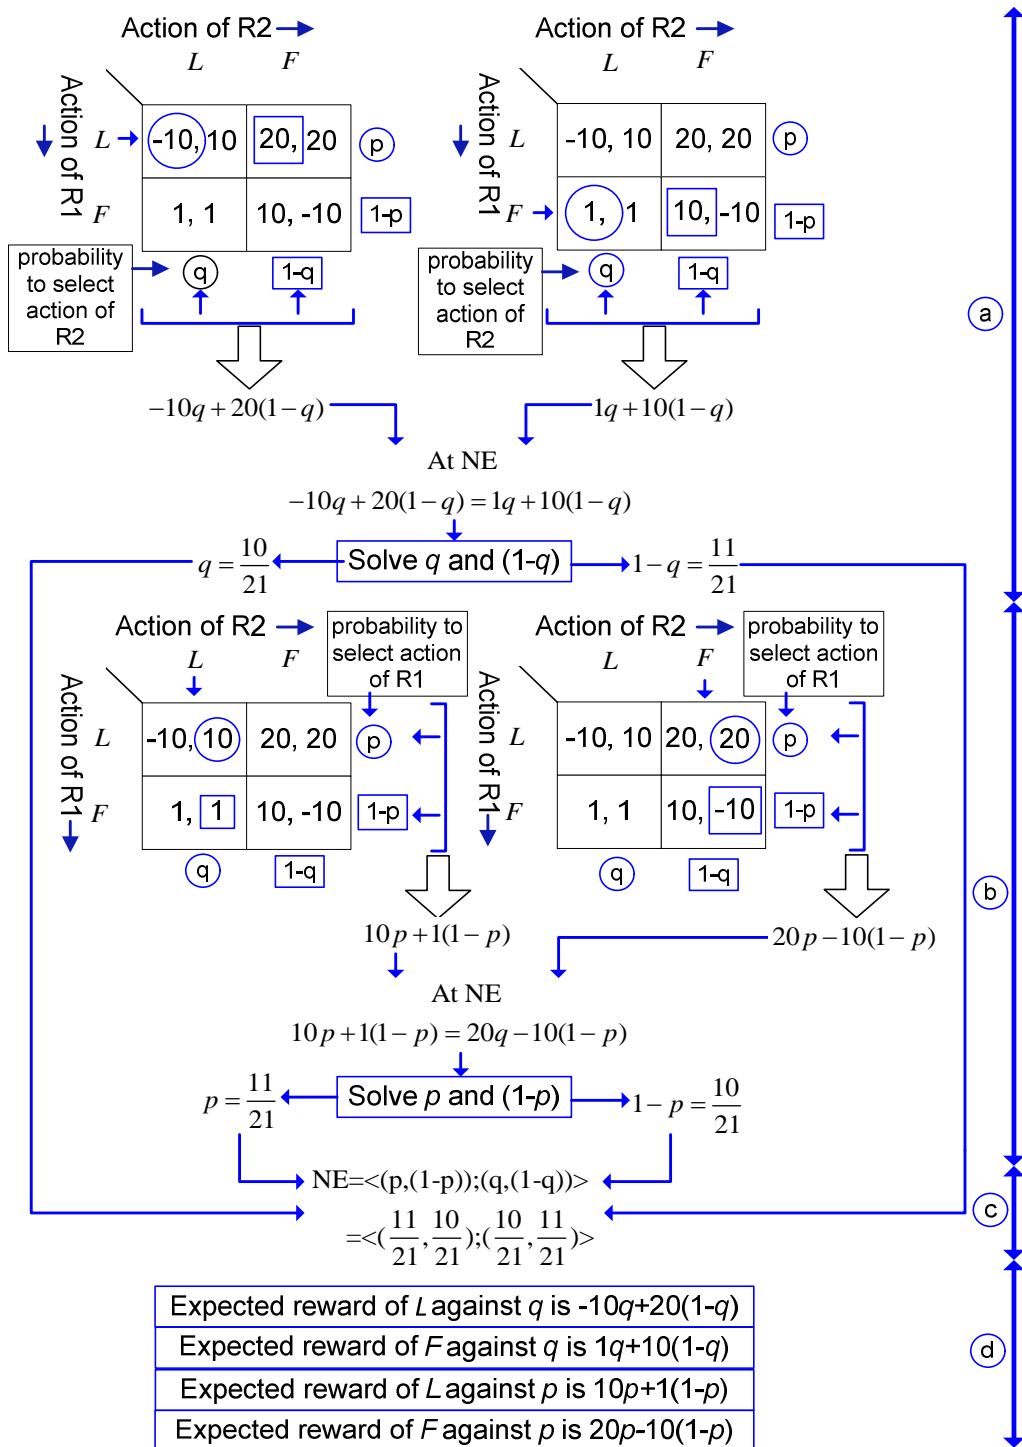 Action of R2 Action of R2
L F L F
Action of R1 Action of R1
L -10, 10 20, 20 p
L -10, 10 20, 20 p
F 1, 1 10, -10 1-p
F 1, 1 10, -10 1-p
probability to select action of R2 q 1-q
probability to select action of R2 q 1-q
a
−10q + 20(1 − q) 1q + 10(1 − q)
At NE
−10q + 20(1 − q) = 1q + 10(1 − q)
q = 10/21 Solve q and (1-q) 1 − q = 11/21
Action of R2 probability to select action of R1
Action of R2 probability to select action of R1
L F L F
Action of R1 Action of R1
L -10, 10 20, 20 p
L -10, 10 20, 20 p
F 1, 1 10, -10 1-p
F 1, 1 10, -10 1-p
q 1-q q 1-q
b
10p + 1(1 − p) 20p − 10(1 − p)
At NE
10p + 1(1 − p) = 20q − 10(1 − p)
p = 11/21 Solve p and (1-p) 1 − p = 10/21
NE=<(p,(1-p));(q,(1-q))>
=<(11/21, 10/21);(10/21, 11/21)>
c
Expected reward of L against q is -10q+20(1-q)
Expected reward of F against q is 1q+10(1-q)
d
Expected reward of L against p is 10p+1(1-p)
Expected reward of F against p is 20p-10(1-p)